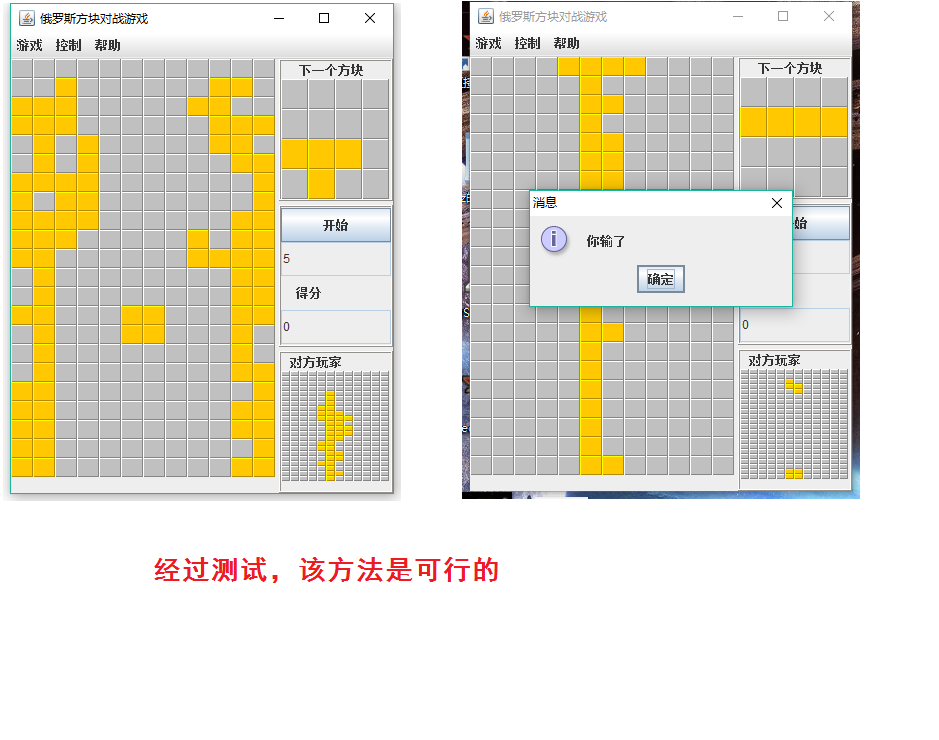 俄罗斯方块对战游戏
游戏 控制 帮助
下一个方块
开始
5
得分
0
对方玩家
俄罗斯方块对战游戏
游戏 控制 帮助
下一个方块
始
0
对方玩家
消息
你输了
确定
经过测试，该方法是可行的